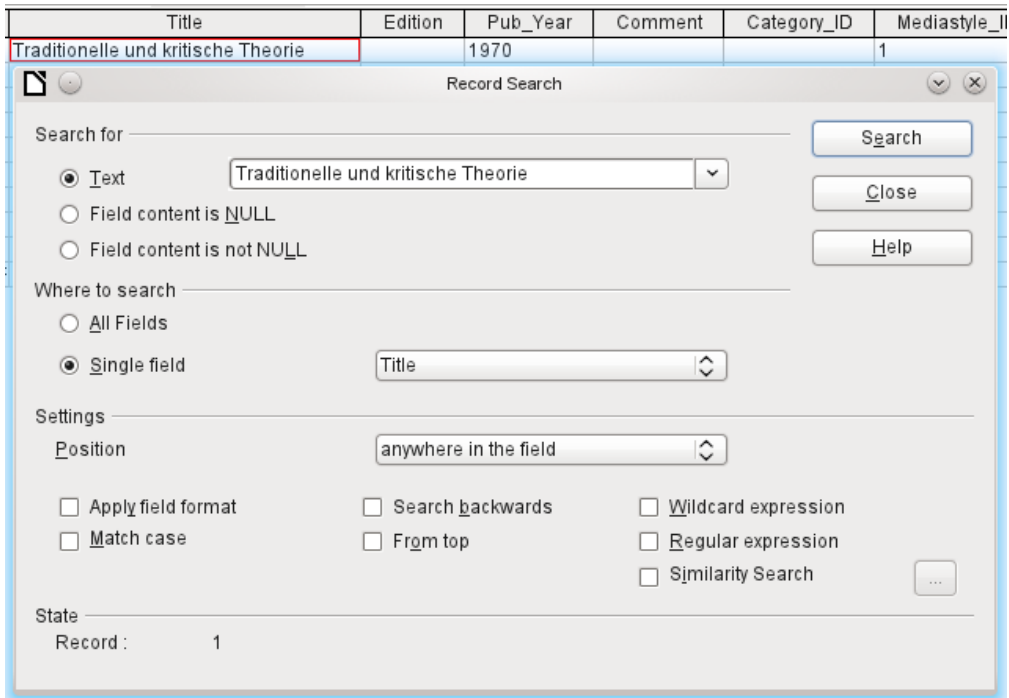 Title Edition Pub_Year Comment Category_ID Mediastyle_I
Traditionelle und kritische Theorie 1970 1
Record Search
Search for
Search
Text Traditionelle und kritische Theorie
Close
Field content is NULL
Field content is not NULL
Help
Where to search
All Fields
Single field Title
Settings
Position anywhere in the field
Apply field format Search backwards Wildcard expression
Match case From top Regular expression
Similarity Search ...
State
Record : 1